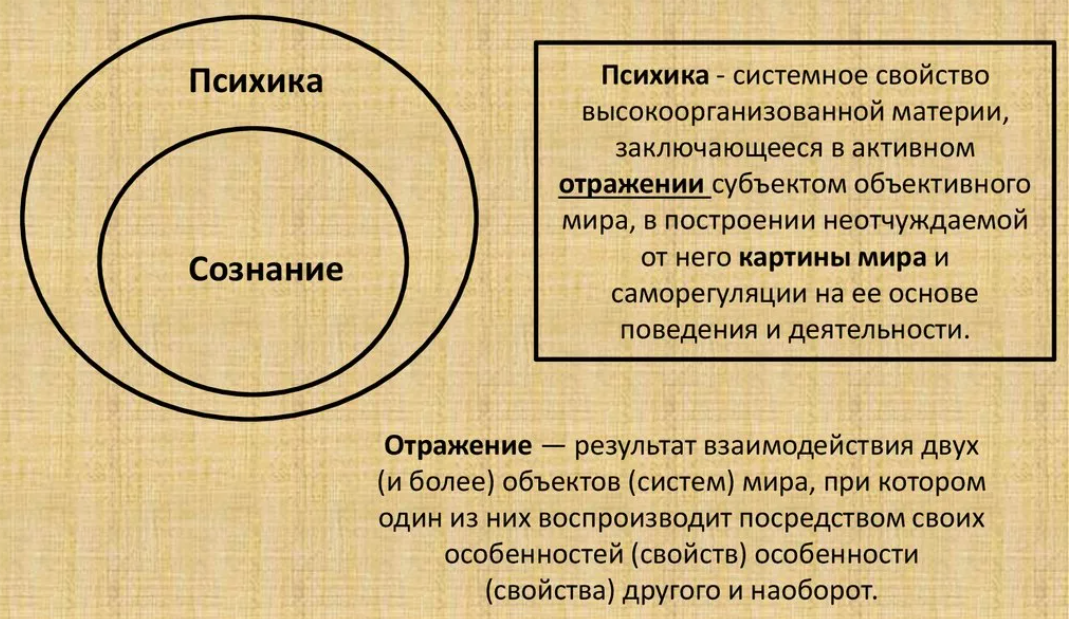 Психика
Сознание
Психика - системное свойство
высокоорганизованной материи,
заключающееся в активном
отражении субъектом объективного
мира, в построении неотчуждаемой
от него картины мира и
саморегуляции на ее основе
поведения и деятельности.
Отражение — результат взаимодействия двух
(и более) объектов (систем) мира, при котором
один из них воспроизводит посредством своих
особенностей (свойств) особенности
(свойства) другого и наоборот.